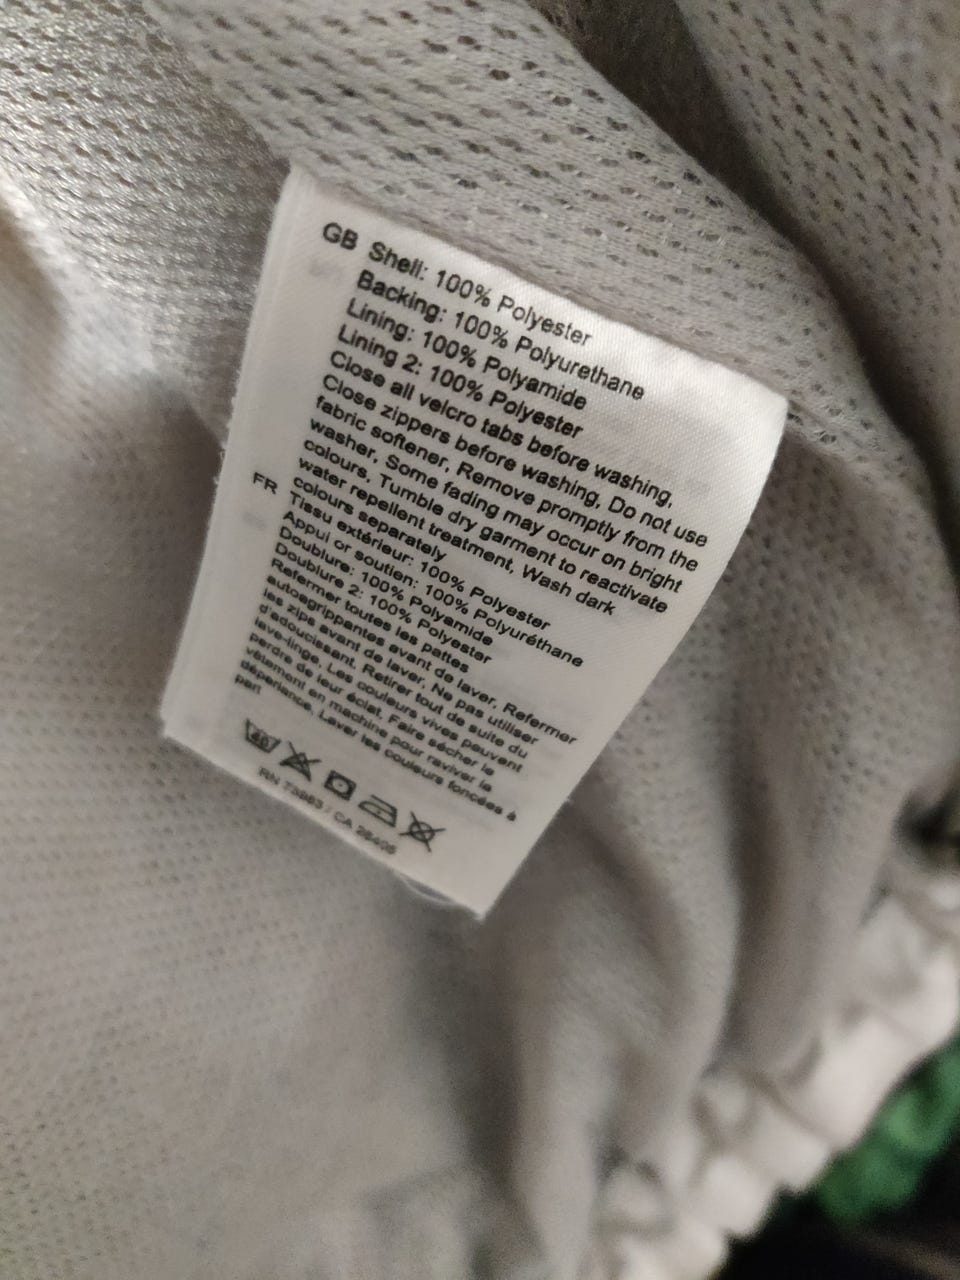 GB Shell: 100% Polyester
Backing: 100% Polyurethane
Lining: 100% Polyamide
Lining 2: 100% Polyester
Close all velcro tabs before washing,
Close zippers before washing, Do not use
fabric softener, Remove promptly from the
washer, Some fading may occur on bright
colours, Tumble dry garment to reactivate
water repellent treatment, Wash dark
colours separately
FR Tissu extérieur: 100% Polyester
Appui or soutien: 100% Polyuréthane
Doublure: 100% Polyamide
Doublure 2: 100% Polyester
Refermer toutes les pattes
autoagrippantes avant de laver, Refermer
les zips avant de laver, Ne pas utiliser
d'adoucissant. Retirer tout de suite du
lave-linge. Les couleurs vives peuvent
perdre de leur éclat, Faire sécher le
vêtement en machine pour raviver la
déperlance, Laver les couleurs foncées à
part
40
RN 73963 / CA